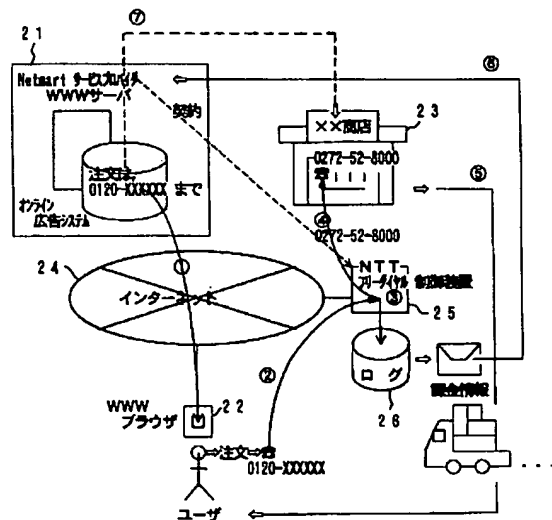 21
⑦
⑧
Netmart サービスプロバイダ
WWWサーバ
契約
××商店
23
0272-52-8000
注文は
0120-XXXXXX まで
オンライン
広告システム
⑤
④
0272-52-8000
24
①
インターネット
NTT
フリーダイヤル 制御装置
③
25
②
ログ
課金情報
26
WWW
ブラウザ
22
注文
0120-XXXXXX
ユーザ